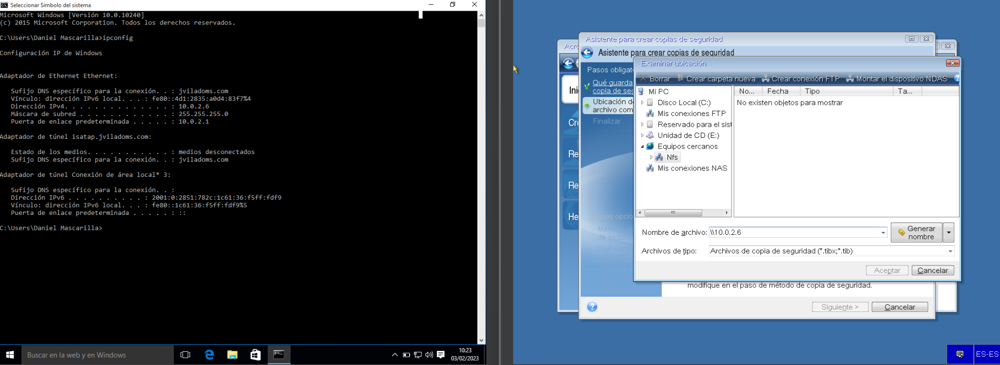 Seleccionar Símbolo del sistema
Microsoft Windows [Versión 10.0.10240]
(c) 2015 Microsoft Corporation. Todos los derechos reservados.
C:\Users\Daniel Mascarilla>ipconfig
Configuración IP de Windows
Adaptador de Ethernet Ethernet:
Sufijo DNS específico para la conexión. . : jviladoms.com
Vínculo: dirección IPv6 local. . . : fe80::4d1:2835:a0d4:83f7%4
Dirección IPv4. . . . . . . . . . . . . . : 10.0.2.6
Máscara de subred . . . . . . . . . . . . : 255.255.255.0
Puerta de enlace predeterminada . . . . . : 10.0.2.1
Adaptador de túnel isatap.jviladoms.com:
Estado de los medios. . . . . . . . . . . : medios desconectados
Sufijo DNS específico para la conexión. . : jviladoms.com
Adaptador de túnel Conexión de área local* 3:
Sufijo DNS específico para la conexión. . :
Dirección IPv6 . . . . . . . . . . : 2001:0:2851:782c:1c61:36:f5ff:fdf9
Vínculo: dirección IPv6 local. . . : fe80::1c61:36:f5ff:fdf9%5
Puerta de enlace predeterminada . . . . . : ::
C:\Users\Daniel Mascarilla>
Buscar en la web y en Windows
10:23
03/02/2023
Acro
Ini
Cre
Re
Re
He
Asistente para crear copias de seguridad
Asistente para crear copias de seguridad
Pasos obligat
Qué guarda
copia de seg
Ubicación de
archivo com
Finalizar
Pasos opcio
de segur
Examinar ubicación
Borrar Crear carpeta nueva Crear conexión FTP Montar el dispositivo NDAS
Mi PC
Disco Local (C:)
Mis conexiones FTP
Reservado para el sist
Unidad de CD (E:)
Equipos cercanos
Nfs
Mis conexiones NAS
No... Fecha Tipo Ta...
No existen objetos para mostrar
Nombre de archivo: \\10.0.2.6
Generar nombre
Archivos de tipo: Archivos de copia de seguridad (*.tibx;*.tib)
Aceptar Cancelar
modifique en el paso de método de copia de seguridad.
Siguiente > Cancelar
ES-ES